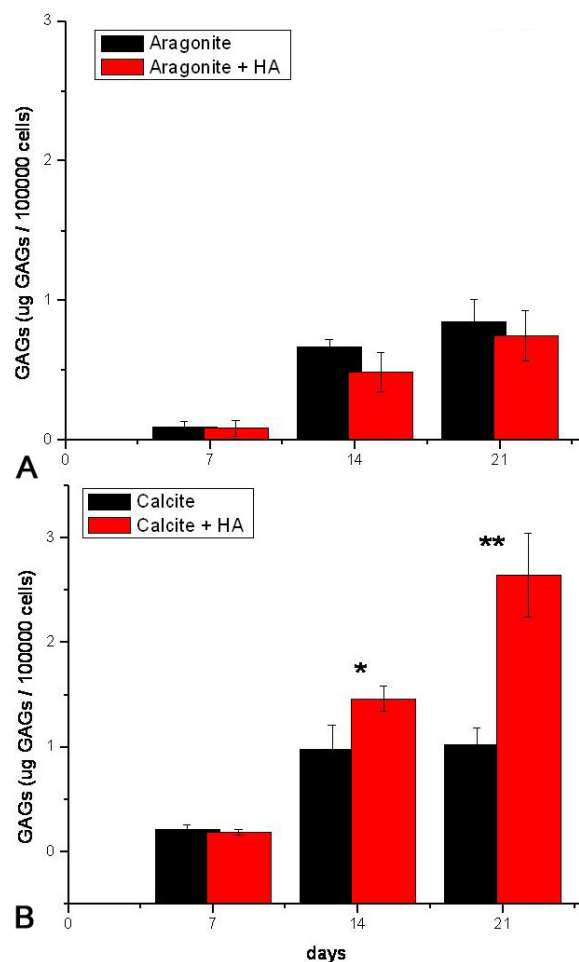 3
Aragonite
Aragonite + HA
2
1
0
GAGs (ug GAGs / 100000 cells)
0 7 14 21
A
Calcite
Calcite + HA
3
2
1
0
GAGs (ug GAGs / 100000 cells)
*
**
0 7 14 21
B
days